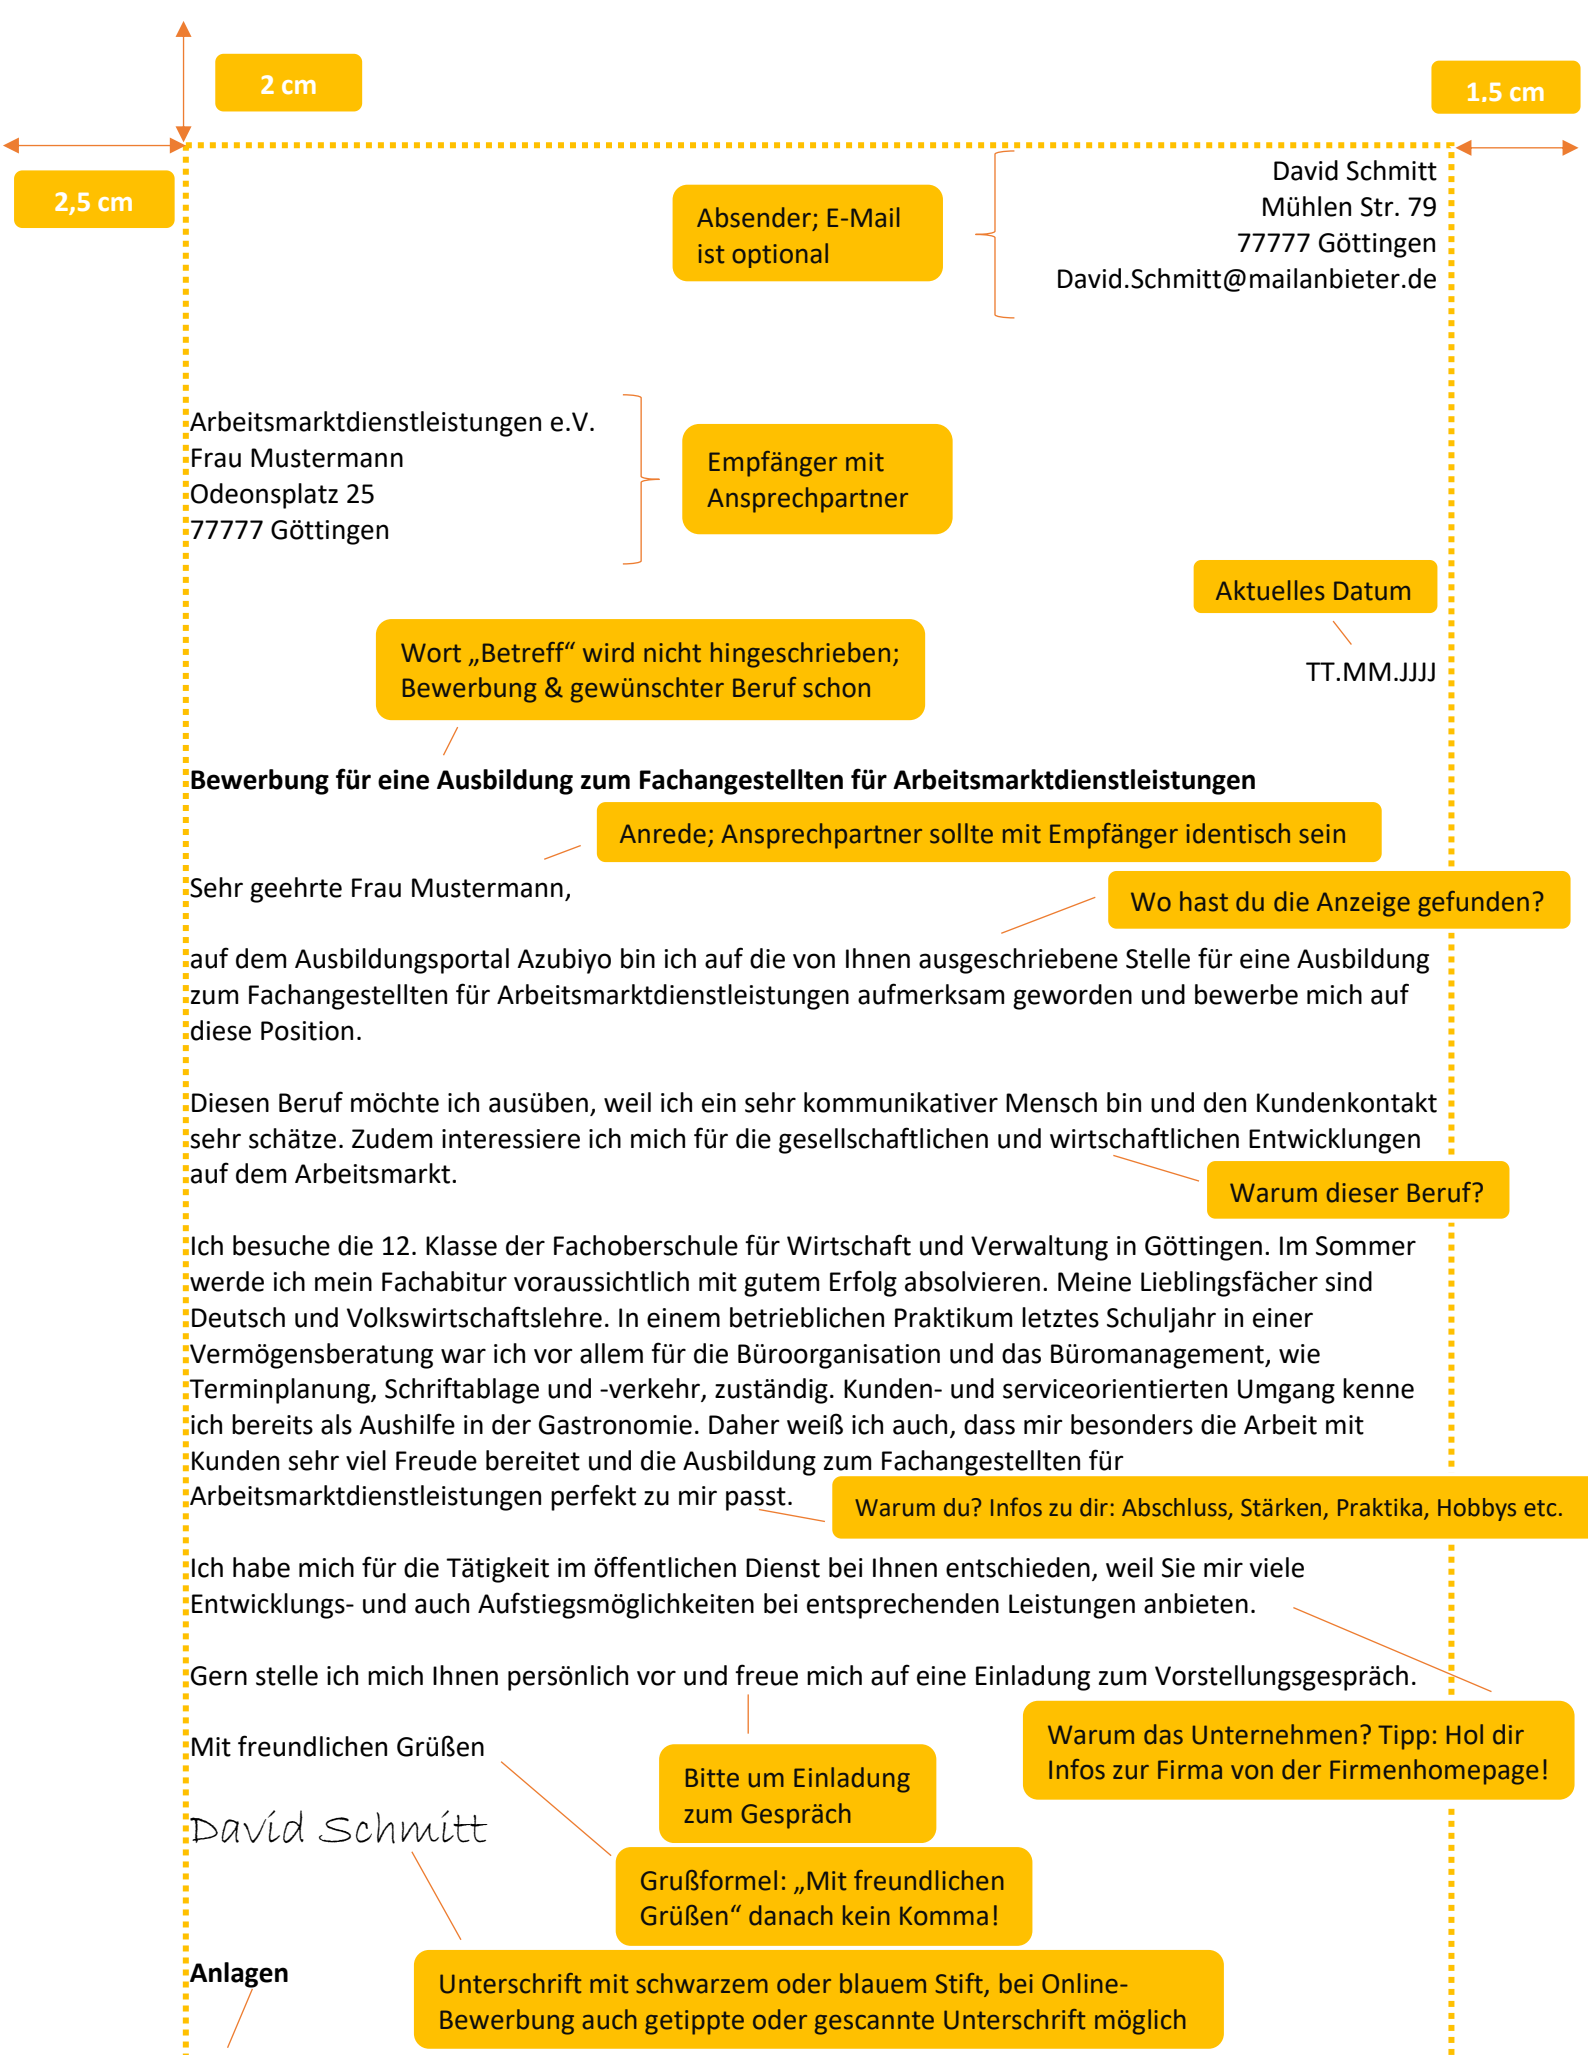 2 cm
1,5 cm
2,5 cm
David Schmitt
Mühlen Str. 79
77777 Göttingen
David.Schmitt@mailanbieter.de
Absender; E-Mail
ist optional
Arbeitsmarktdienstleistungen e.V.
Frau Mustermann
Odeonsplatz 25
77777 Göttingen
Empfänger mit
Ansprechpartner
Aktuelles Datum
TT.MM.JJJJ
Wort „Betreff“ wird nicht hingeschrieben;
Bewerbung & gewünschter Beruf schon
Bewerbung für eine Ausbildung zum Fachangestellten für Arbeitsmarktdienstleistungen
Anrede; Ansprechpartner sollte mit Empfänger identisch sein
Sehr geehrte Frau Mustermann,
Wo hast du die Anzeige gefunden?
auf dem Ausbildungsportal Azubiyo bin ich auf die von Ihnen ausgeschriebene Stelle für eine Ausbildung
zum Fachangestellten für Arbeitsmarktdienstleistungen aufmerksam geworden und bewerbe mich auf
diese Position.
Diesen Beruf möchte ich ausüben, weil ich ein sehr kommunikativer Mensch bin und den Kundenkontakt
sehr schätze. Zudem interessiere ich mich für die gesellschaftlichen und wirtschaftlichen Entwicklungen
auf dem Arbeitsmarkt.
Warum dieser Beruf?
Ich besuche die 12. Klasse der Fachoberschule für Wirtschaft und Verwaltung in Göttingen. Im Sommer
werde ich mein Fachabitur voraussichtlich mit gutem Erfolg absolvieren. Meine Lieblingsfächer sind
Deutsch und Volkswirtschaftslehre. In einem betrieblichen Praktikum letztes Schuljahr in einer
Vermögensberatung war ich vor allem für die Büroorganisation und das Büromanagement, wie
Terminplanung, Schriftablage und -verkehr, zuständig. Kunden- und serviceorientierten Umgang kenne
ich bereits als Aushilfe in der Gastronomie. Daher weiß ich auch, dass mir besonders die Arbeit mit
Kunden sehr viel Freude bereitet und die Ausbildung zum Fachangestellten für
Arbeitsmarktdienstleistungen perfekt zu mir passt.
Warum du? Infos zu dir: Abschluss, Stärken, Praktika, Hobbys etc.
Ich habe mich für die Tätigkeit im öffentlichen Dienst bei Ihnen entschieden, weil Sie mir viele
Entwicklungs- und auch Aufstiegsmöglichkeiten bei entsprechenden Leistungen anbieten.
Gern stelle ich mich Ihnen persönlich vor und freue mich auf eine Einladung zum Vorstellungsgespräch.
Warum das Unternehmen? Tipp: Hol dir
Infos zur Firma von der Firmenhomepage!
Mit freundlichen Grüßen
Bitte um Einladung
zum Gespräch
David Schmitt
Grußformel: „Mit freundlichen
Grüßen“ danach kein Komma!
Anlagen
Unterschrift mit schwarzem oder blauem Stift, bei Online-
Bewerbung auch getippte oder gescannte Unterschrift möglich